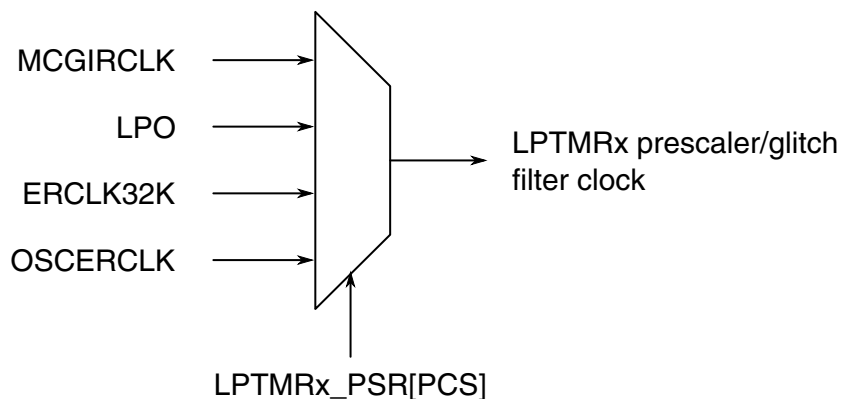 MCGIRCLK
LPO
ERCLK32K
OSCERCLK
LPTMRx prescaler/glitch
filter clock
LPTMRx_PSR[PCS]